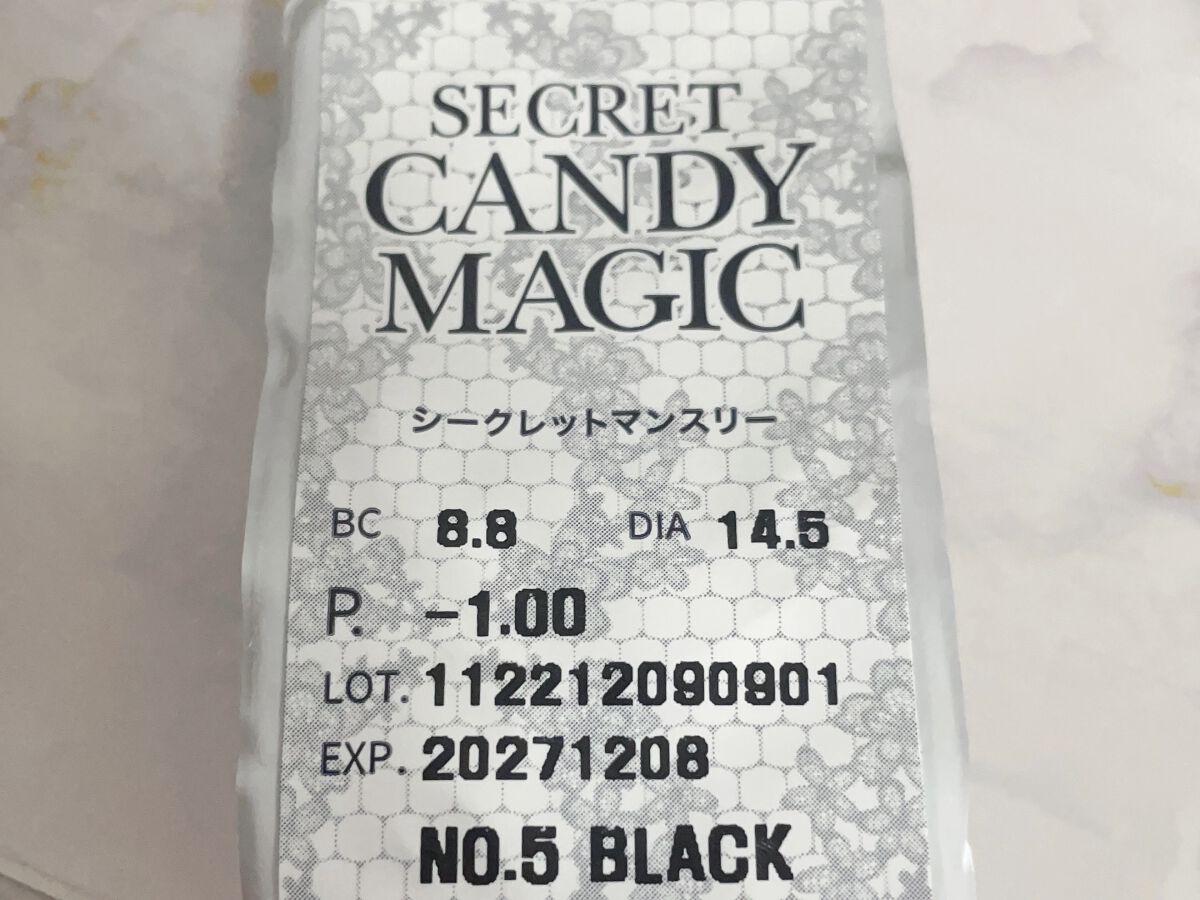 SECRET
CANDY
MAGIC
シークレットマンスリー
BC 8.8 DIA 14.5
P. -1.00
LOT. 112212090901
EXP. 20271208
NO.5 BLACK